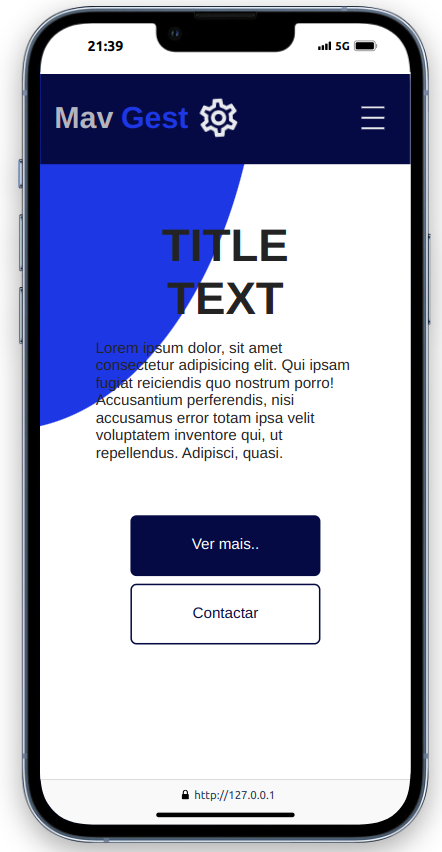 21:39
5G
Mav Gest
TITLE
TEXT
Lorem ipsum dolor, sit amet
consectetur adipisicing elit. Qui ipsam
fugiat reiciendis quo nostrum porro!
Accusantium perferendis, nisi
accusamus error totam ipsa velit
voluptatem inventore qui, ut
repellendus. Adipisci, quasi.
Ver mais..
Contactar
http://127.0.0.1